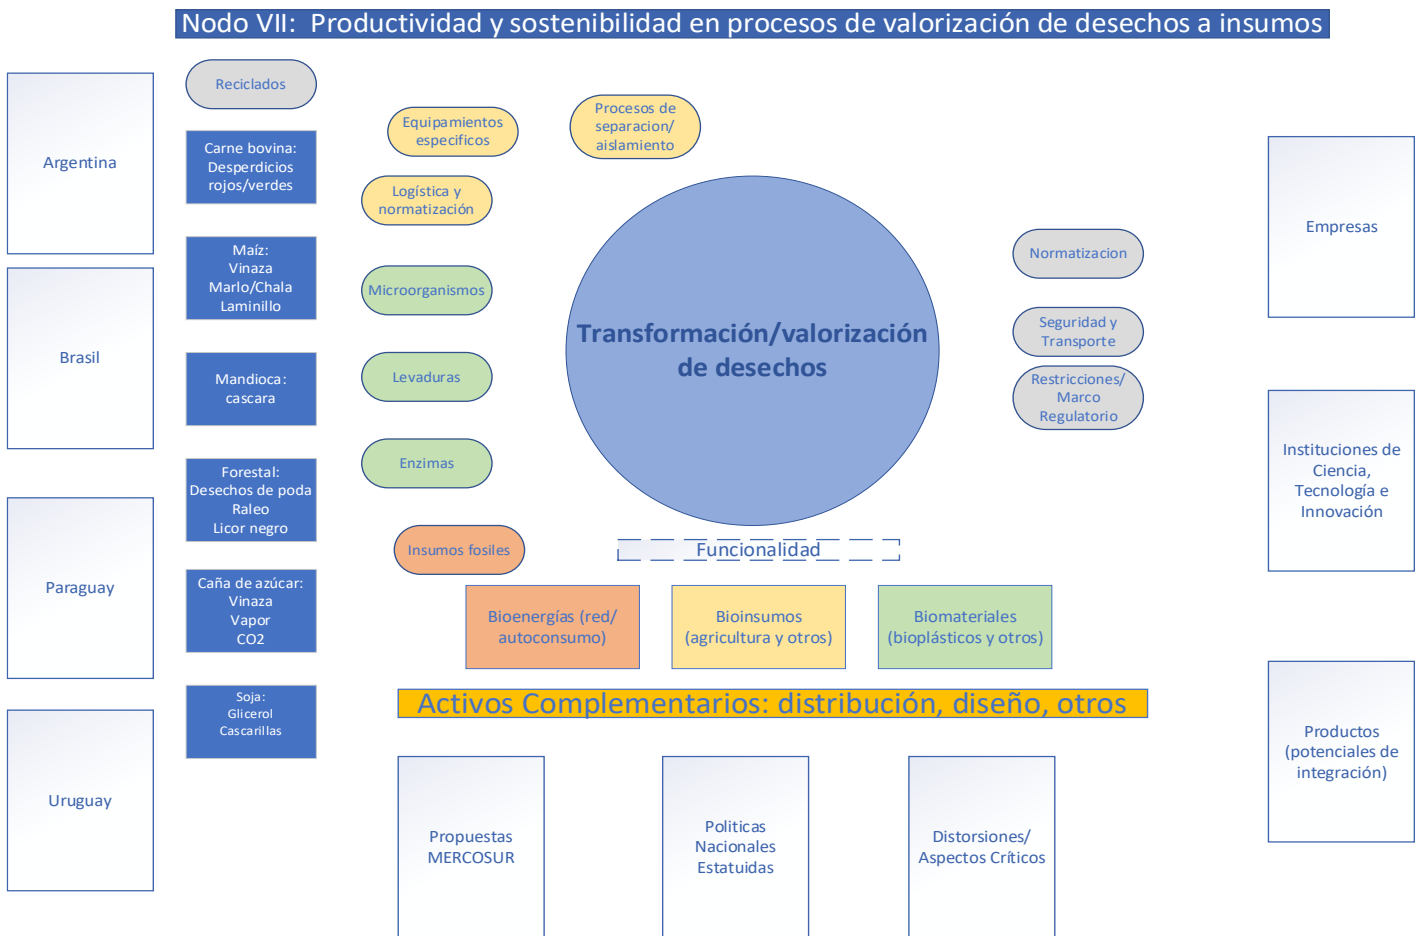 Nodo VII: Productividad y sostenibilidad en procesos de valorización de desechos a insumos
Argentina
Brasil
Paraguay
Uruguay
Reciclados
Carne bovina:
Desperdicios
rojos/verdes
Maíz:
Vinaza
Marlo/Chala
Laminillo
Mandioca:
cascara
Forestal:
Desechos de poda
Raleo
Licor negro
Caña de azúcar:
Vinaza
Vapor
CO2
Soja:
Glicerol
Cascarillas
Equipamientos
especificos
Procesos de
separacion/
aislamiento
Logística y
normatización
Microorganismos
Levaduras
Enzimas
Insumos fosiles
Transformación/valorización
de desechos
Funcionalidad
Bioenergías (red/
autoconsumo)
Bioinsumos
(agricultura y otros)
Biomateriales
(bioplásticos y otros)
Activos Complementarios: distribución, diseño, otros
Propuestas
MERCOSUR
Politicas
Nacionales
Estatuidas
Distorsiones/
Aspectos Críticos
Normatizacion
Seguridad y
Transporte
Restricciones/
Marco
Regulatorio
Empresas
Instituciones de
Ciencia,
Tecnología e
Innovación
Productos
(potenciales de
integración)